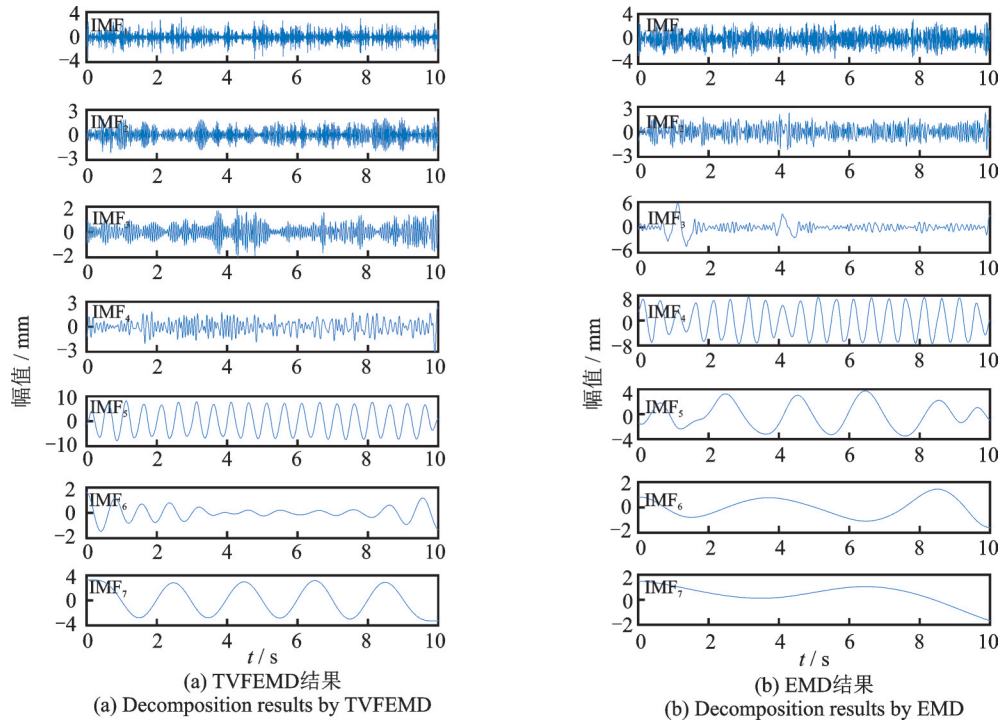 4
0
−4
IMF
0 2 4 6 8 10
3
0
−3
IMF2
0 2 4 6 8 10
2
0
−2
IMF3
0 2 4 6 8 10
3
0
−3
IMF4
0 2 4 6 8 10
10
0
−10
IMF5
0 2 4 6 8 10
2
0
−2
IMF6
0 2 4 6 8 10
4
0
−4
IMF7
0 2 4 6 8 10
幅值 / mm
t / s
(a) TVFEMD结果
(a) Decomposition results by TVFEMD
4
0
−4
IMF
0 2 4 6 8 10
3
0
−3
IMF2
0 2 4 6 8 10
6
0
−6
IMF3
0 2 4 6 8 10
8
0
−8
IMF4
0 2 4 6 8 10
4
0
−4
IMF5
0 2 4 6 8 10
2
0
−2
IMF6
0 2 4 6 8 10
2
0
−2
IMF7
0 2 4 6 8 10
幅值 / mm
t / s
(b) EMD结果
(b) Decomposition results by EMD